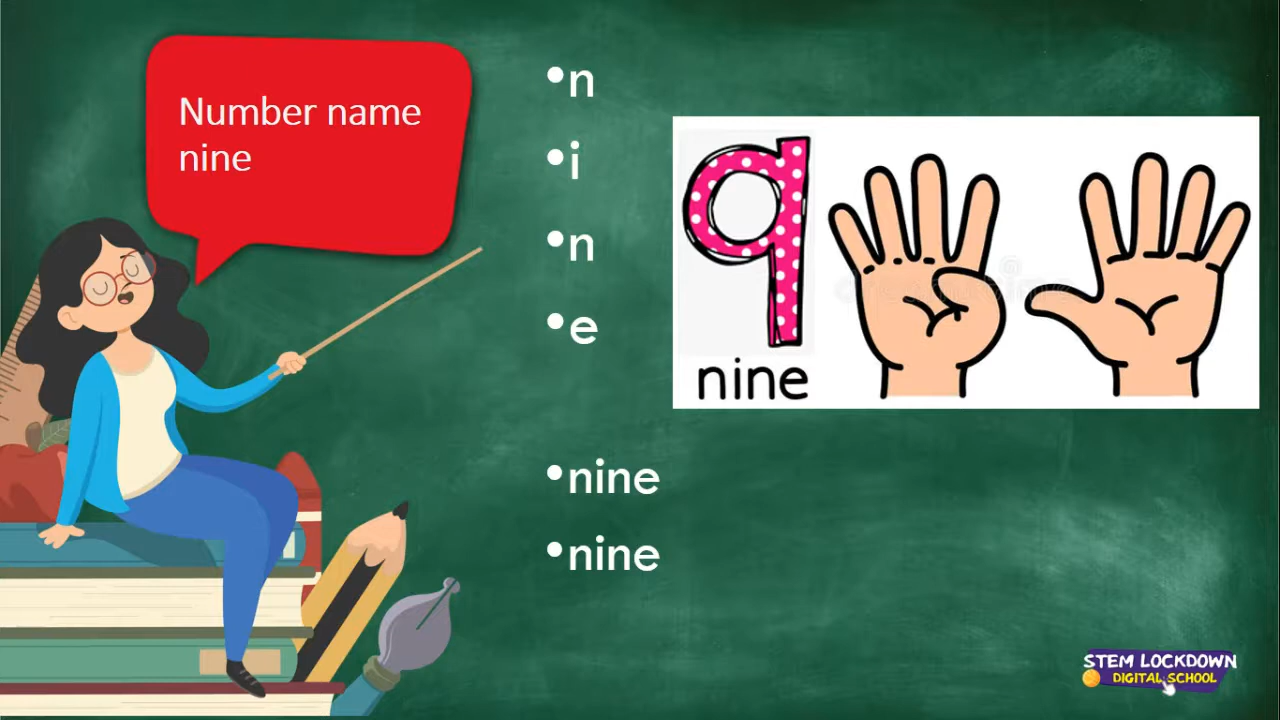 Number name
nine
•n
•i
•n
•e
•nine
•nine
9
nine
STEM LOCKDOWN
DIGITAL SCHOOL